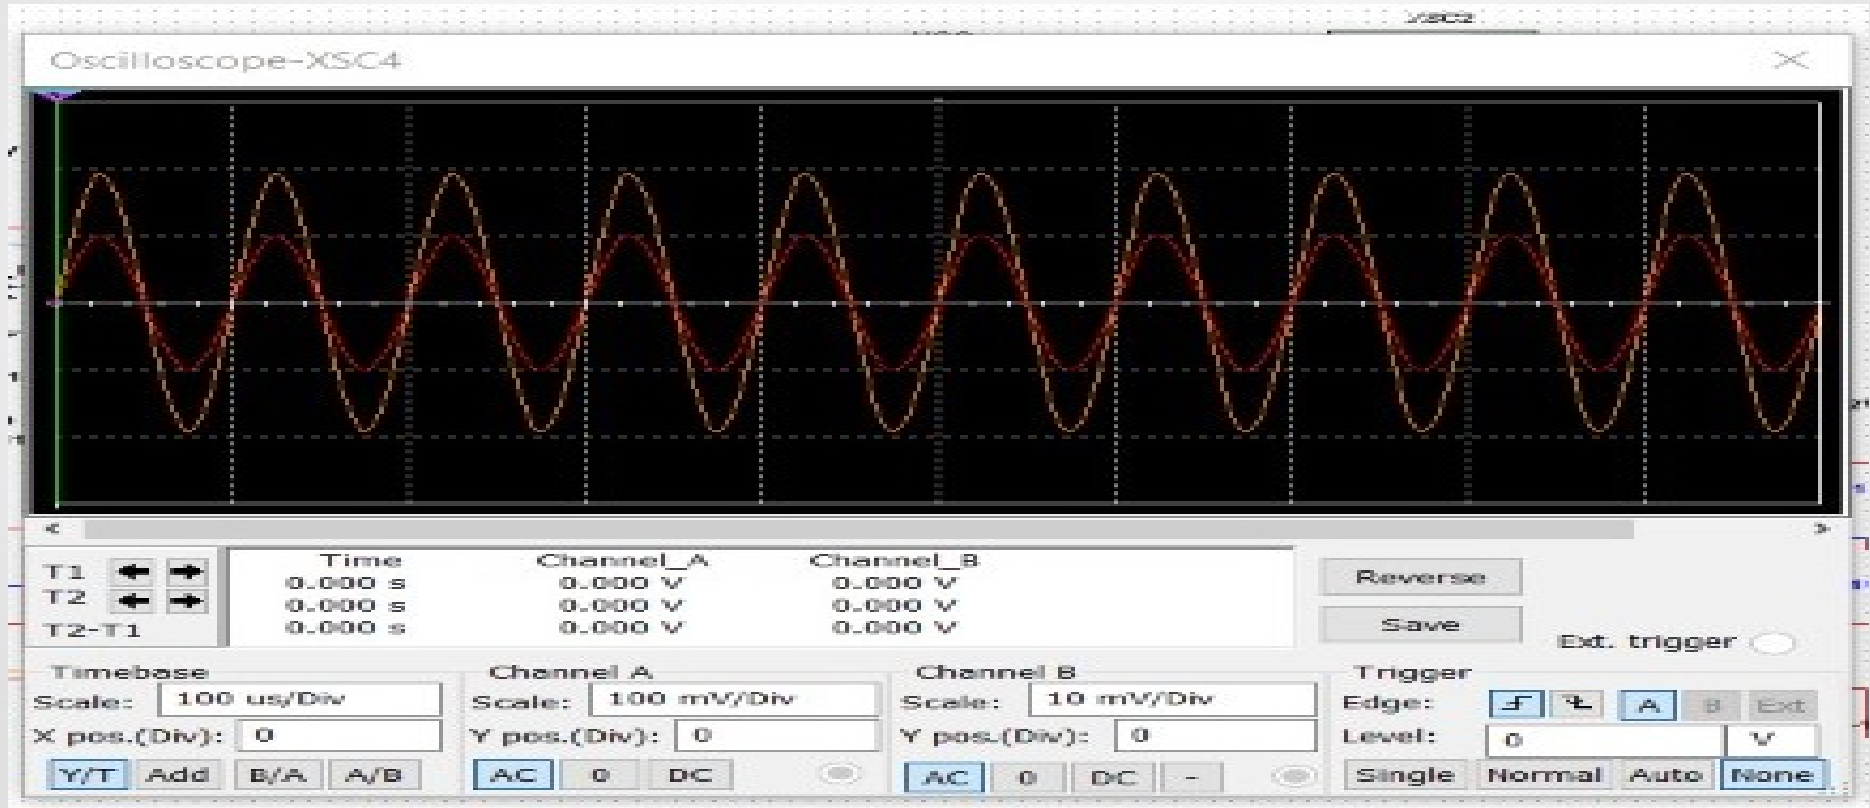 XSC2
Oscilloscope-XSC4
Time Channel_A Channel_B
T1 0.000 s 0.000 V 0.000 V
T2 0.000 s 0.000 V 0.000 V
T2-T1 0.000 s 0.000 V 0.000 V
Reverse
Save
Ext. trigger
Timebase
Scale: 100 us/Div
X pos.(Div): 0
Y/T Add B/A A/B
Channel A
Scale: 100 mV/Div
Y pos.(Div): 0
AC 0 DC
Channel B
Scale: 10 mV/Div
Y pos.(Div): 0
AC 0 DC -
Trigger
Edge: A B Ext
Level: 0 V
Single Normal Auto None